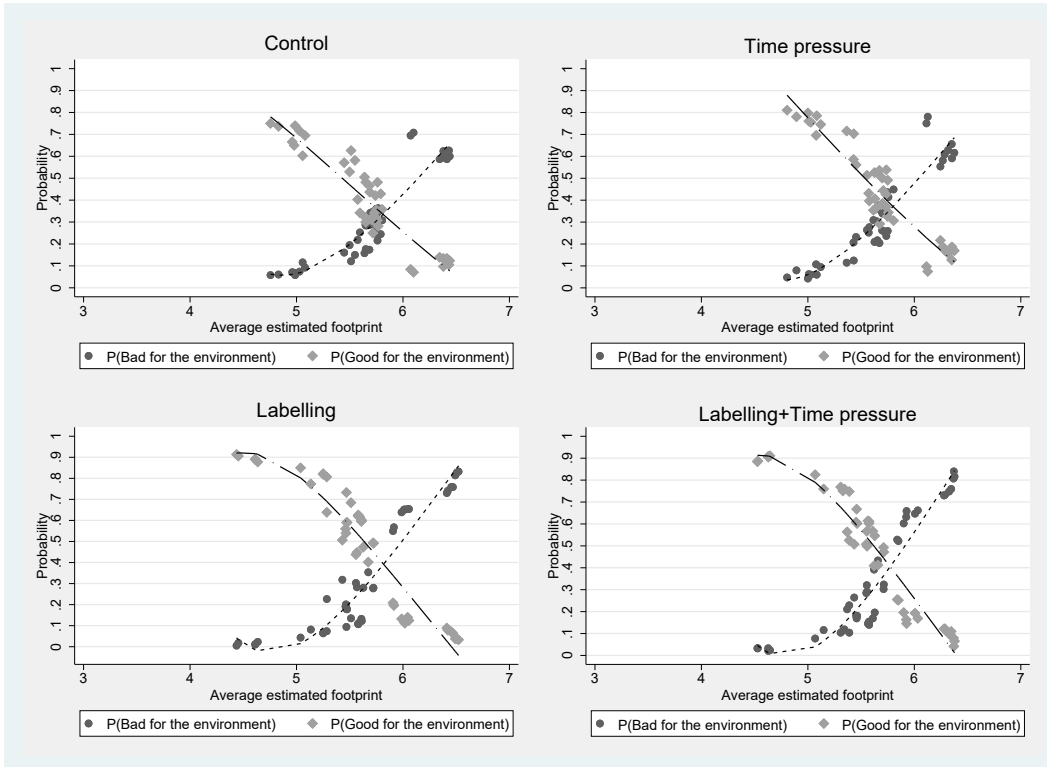 Control
Probability
0 .1 .2 .3 .4 .5 .6 .7 .8 .9 1
3 4 5 6 7
Average estimated footprint
P(Bad for the environment) P(Good for the environment)
Time pressure
Probability
0 .1 .2 .3 .4 .5 .6 .7 .8 .9 1
3 4 5 6 7
Average estimated footprint
P(Bad for the environment) P(Good for the environment)
Labelling
Probability
0 .1 .2 .3 .4 .5 .6 .7 .8 .9 1
3 4 5 6 7
Average estimated footprint
P(Bad for the environment) P(Good for the environment)
Labelling+Time pressure
Probability
0 .1 .2 .3 .4 .5 .6 .7 .8 .9 1
3 4 5 6 7
Average estimated footprint
P(Bad for the environment) P(Good for the environment)